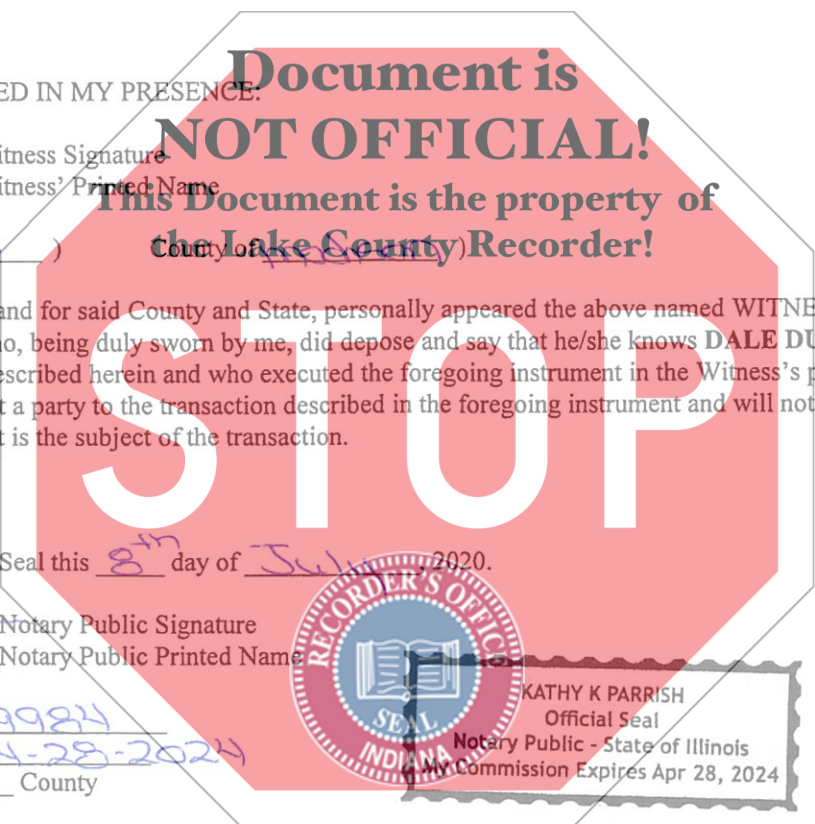 Document is
NOT OFFICIAL!
This Document is the property of
the Lake County Recorder!
ED IN MY PRESENCE:
itness Signature
itness' Printed Name
) County of )
and for said County and State, personally appeared the above named WITNE
o, being duly sworn by me, did depose and say that he/she knows DALE DU
escribed herein and who executed the foregoing instrument in the Witness's p
t a party to the transaction described in the foregoing instrument and will not
t is the subject of the transaction.
STOP
Seal this 8th day of July, 2020.
Notary Public Signature
Notary Public Printed Name
9984
4-28-2024
County
RECORDER'S OFFICE
SEAL
INDIANA
KATHY K PARRISH
Official Seal
Notary Public - State of Illinois
My Commission Expires Apr 28, 2024